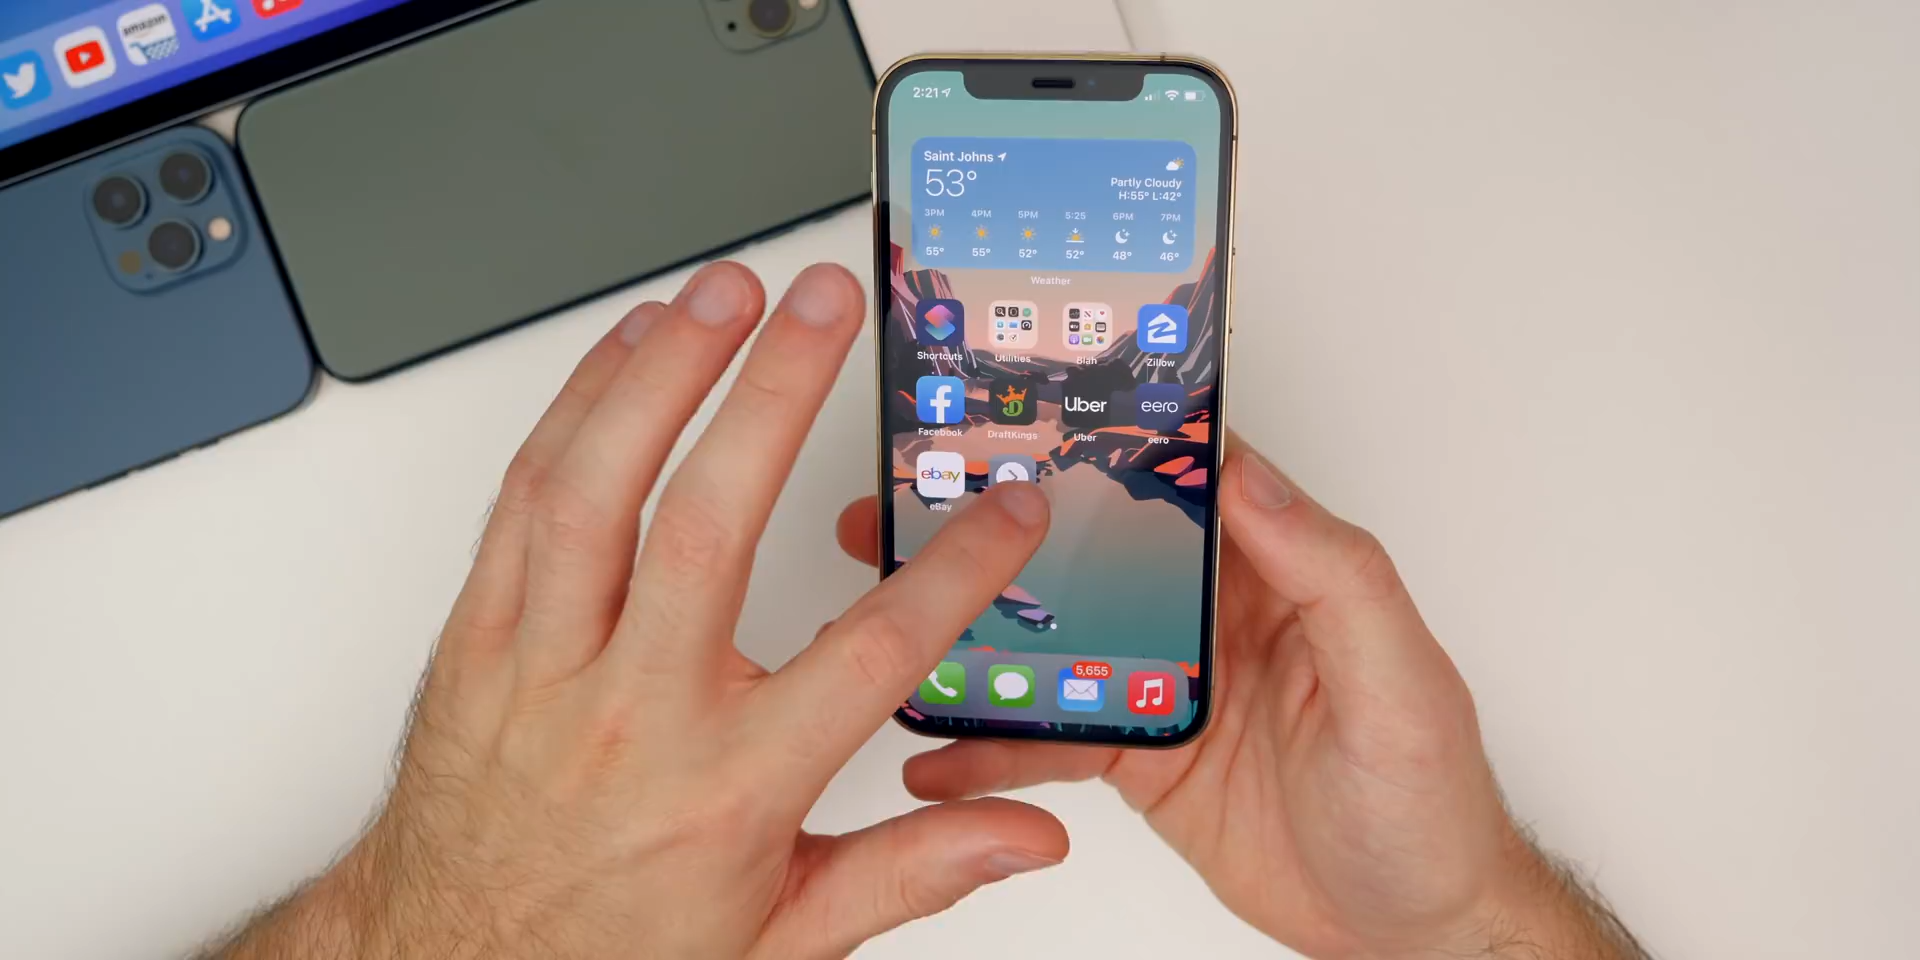 amazon
2:21
Saint Johns
53°
Partly Cloudy
H:55° L:42°
3PM 4PM 5PM 5:25 6PM 7PM
55° 55° 52° 52° 48° 46°
Weather
Shortcuts Utilities Blah Zillow
Uber eero
Facebook DraftKings Uber eero
ebay
eBay
5,655